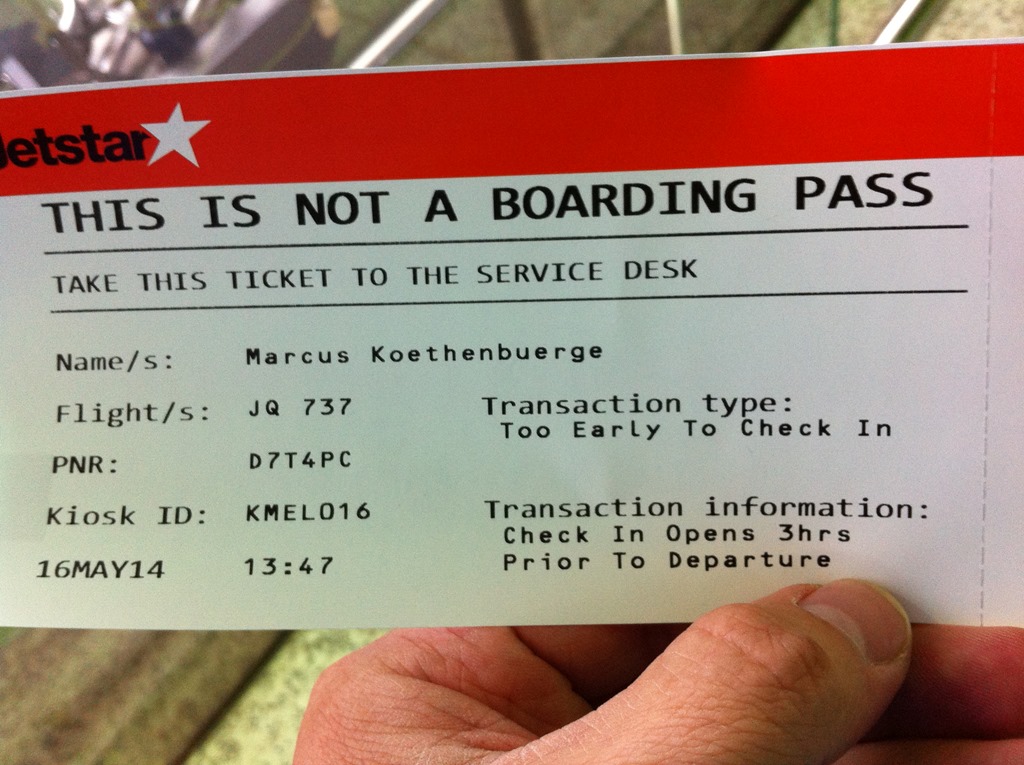 Jetstar
THIS IS NOT A BOARDING PASS
TAKE THIS TICKET TO THE SERVICE DESK
Name/s: Marcus Koethenbuerge
Flight/s: JQ 737
Transaction type:
Too Early To Check In
PNR: D7T4PC
Kiosk ID: KMEL016
Transaction information:
Check In Opens 3hrs
Prior To Departure
16MAY14 13:47